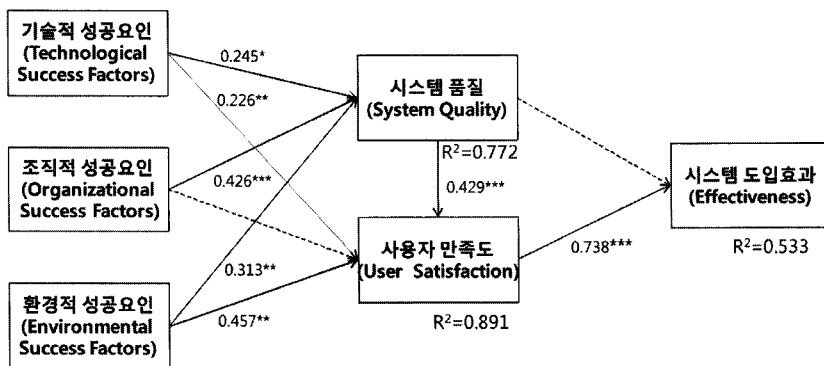 기술적 성공요인
(Technological
Success Factors)
0.245*
0.226**
시스템 품질
(System Quality)
R²=0.772
조직적 성공요인
(Organizational
Success Factors)
0.426***
0.429***
시스템 도입효과
(Effectiveness)
R²=0.533
사용자 만족도
(User Satisfaction)
0.738***
R²=0.891
0.313**
0.457**
환경적 성공요인
(Environmental
Success Factors)